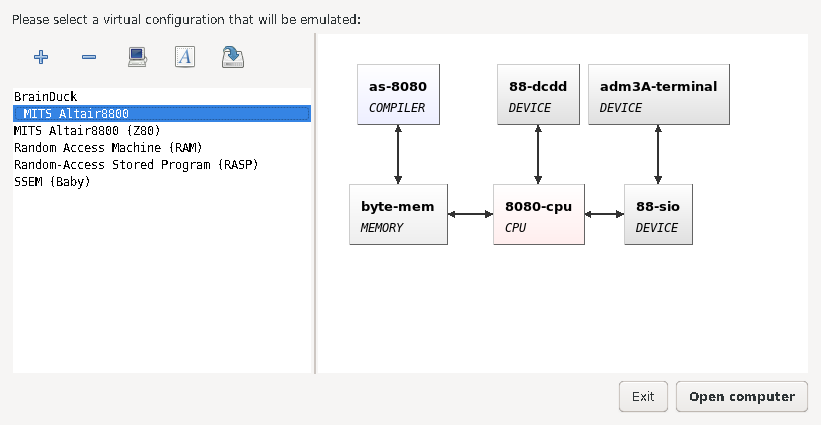 Please select a virtual configuration that will be emulated:
A
BrainDuck
MITS Altair8800
MITS Altair8800 (Z80)
Random Access Machine (RAM)
Random-Access Stored Program (RASP)
SSEM (Baby)
as-8080
COMPILER
88-dcdd
DEVICE
adm3A-terminal
DEVICE
byte-mem
MEMORY
8080-cpu
CPU
88-sio
DEVICE
Exit
Open computer